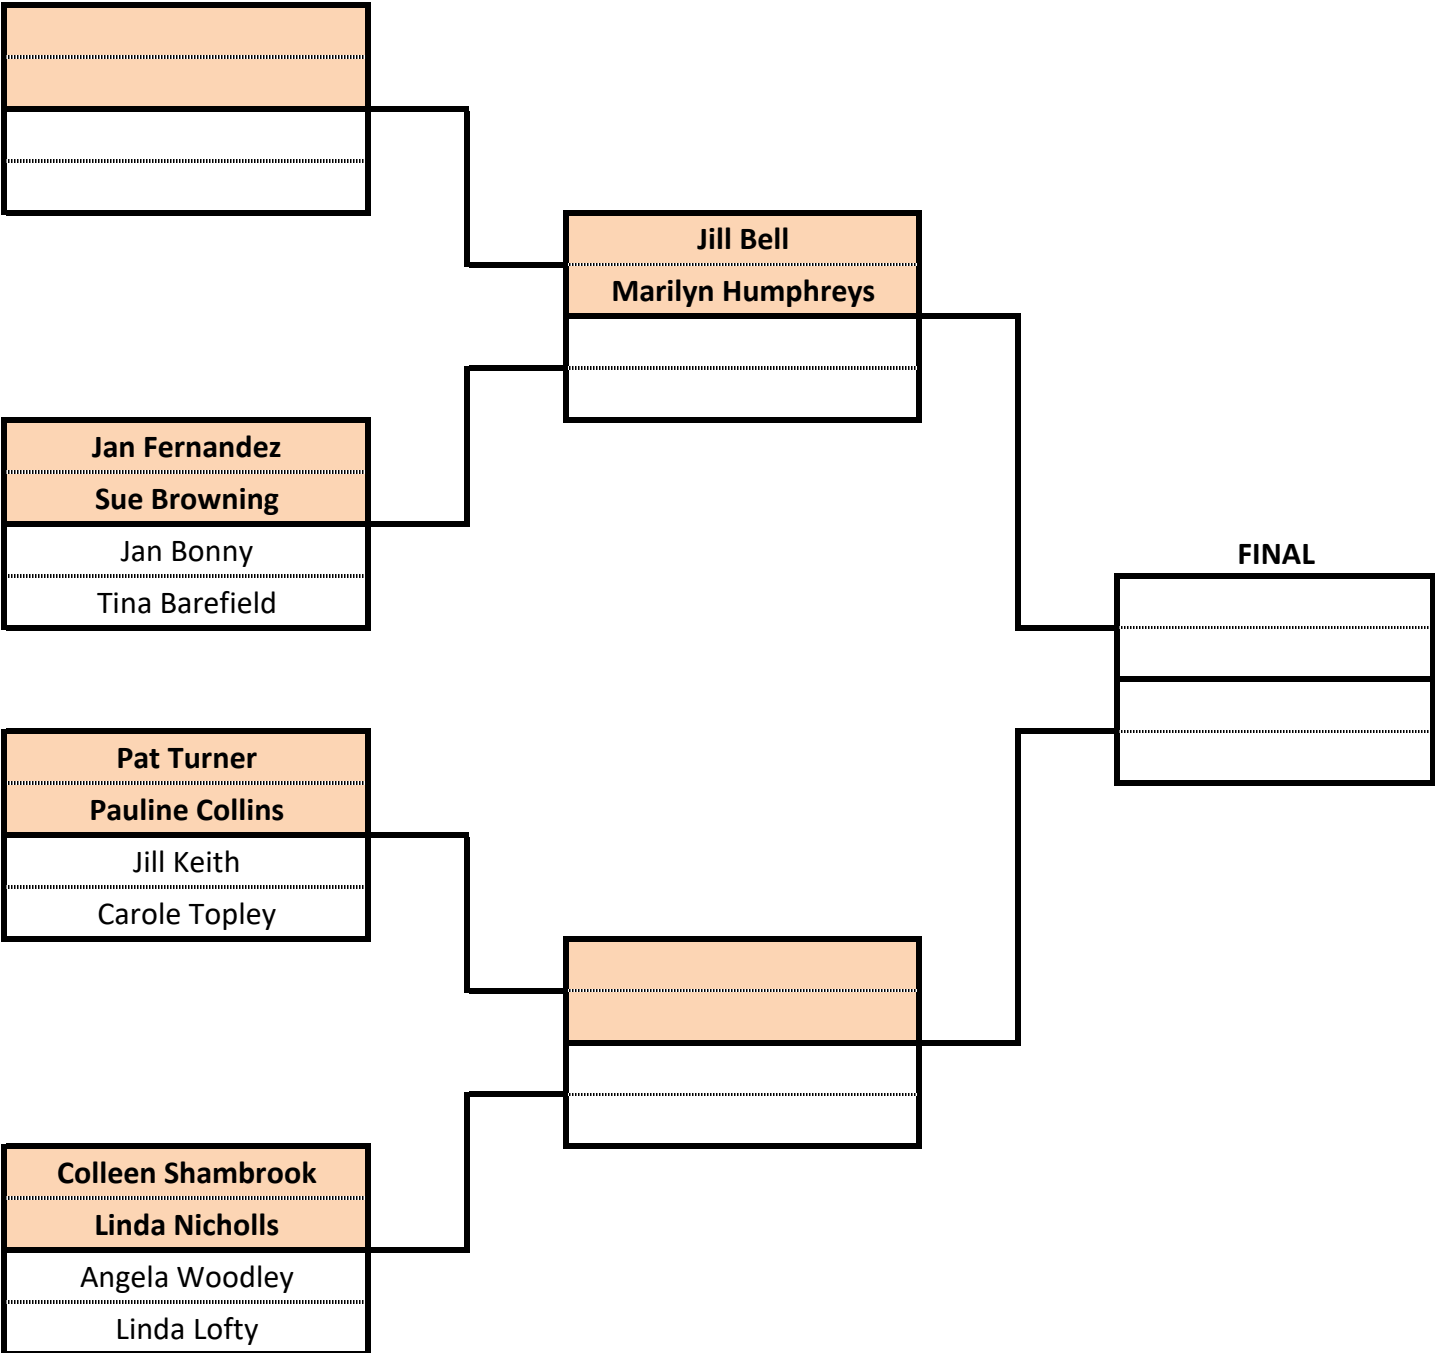 Jill Bell
Marilyn Humphreys
Jan Fernandez
Sue Browning
Jan Bonny
Tina Barefield
FINAL
Pat Turner
Pauline Collins
Jill Keith
Carole Topley
Colleen Shambrook
Linda Nicholls
Angela Woodley
Linda Lofty